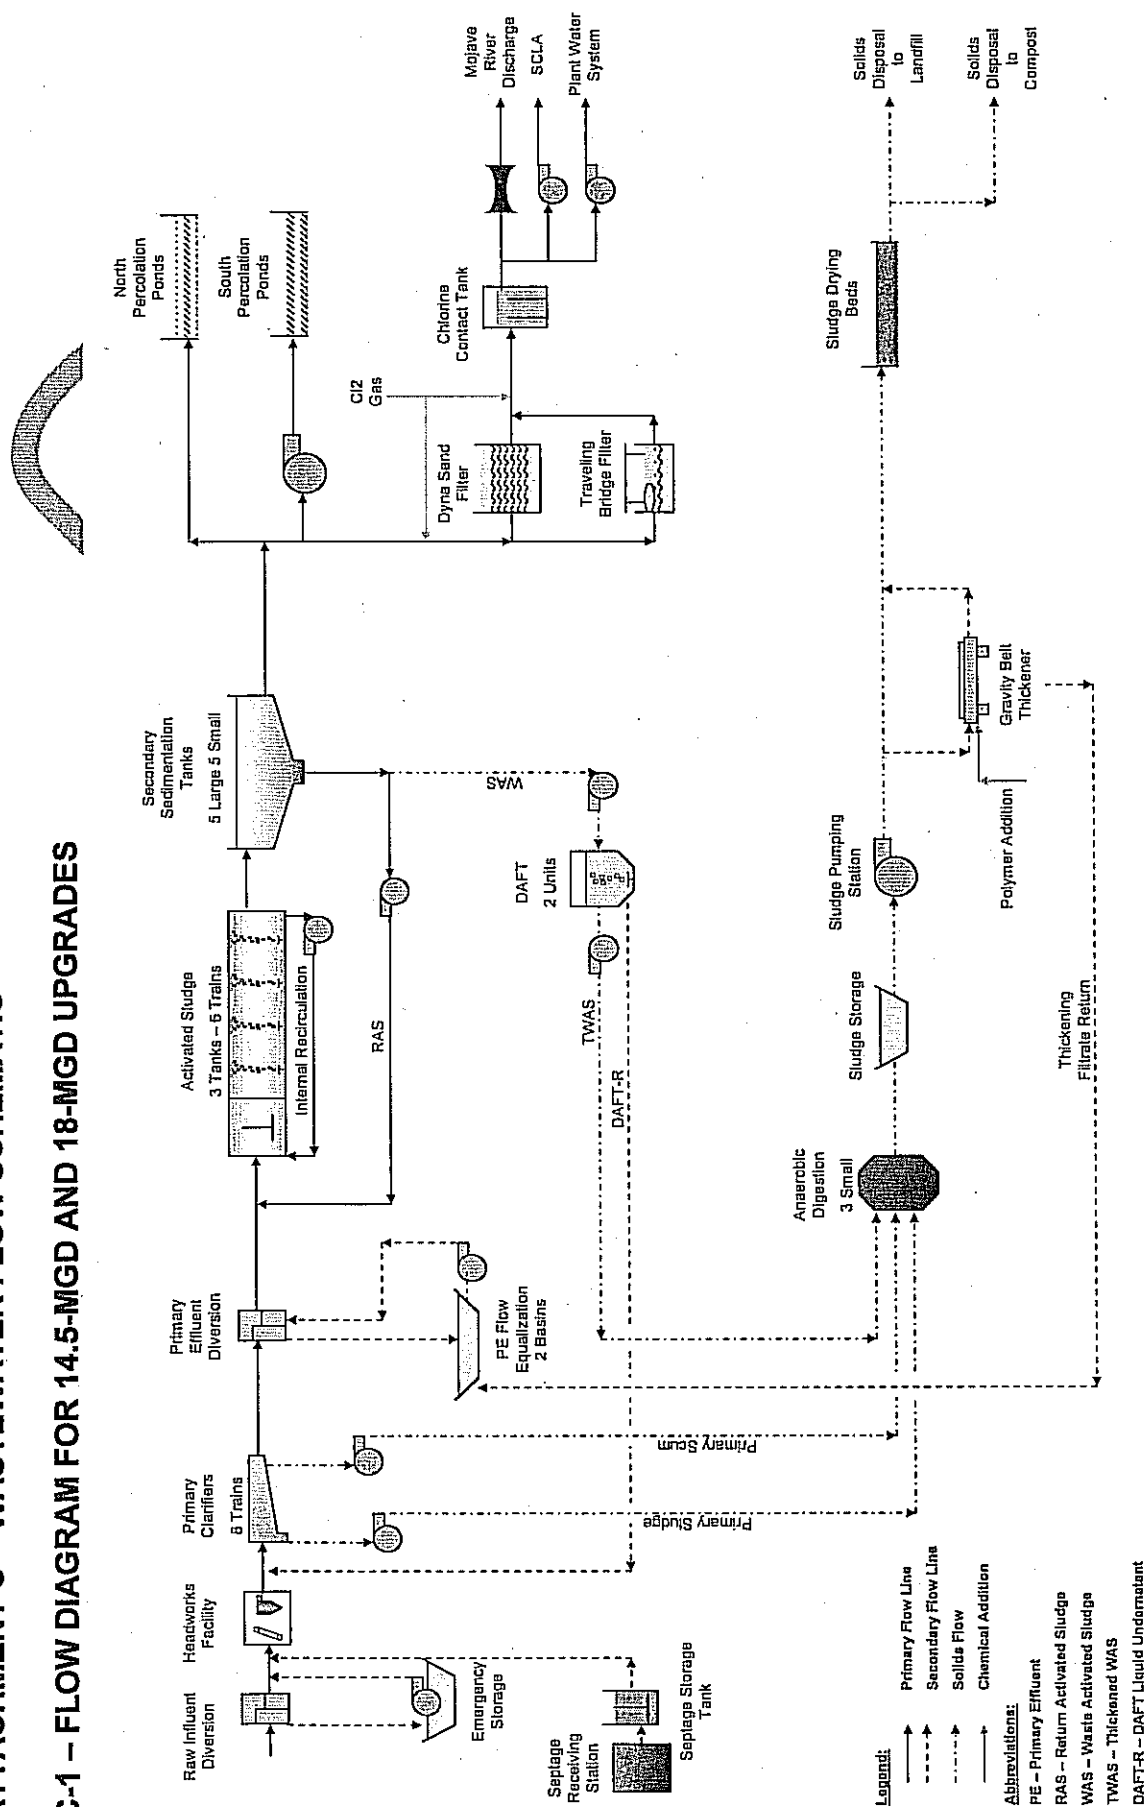 C-1 – FLOW DIAGRAM FOR 14.5-MGD AND 18-MGD UPGRADES
Raw Influent
Diversion
Headworks
Facility
Primary
Clarifiers
8 Trains
Primary
Effluent
Diversion
Activated Sludge
3 Tanks – 6 Trains
Internal Recirculation
RAS
Secondary
Sedimentation
Tanks
5 Large 5 Small
North
Percolation
Ponds
South
Percolation
Ponds
Emergency
Storage
PE Flow
Equalization
2 Basins
WAS
DAFT
2 Units
TWAS
DAFT-R
Cl2
Gas
Dyna Sand
Filter
Traveling
Bridge Filter
Chlorine
Contact Tank
Mojave
River
Discharge
SCLA
Plant Water
System
Septage
Receiving
Station
Septage Storage
Tank
Primary Sludge
Primary Scum
Anaerobic
Digestion
3 Small
Sludge Storage
Sludge Pumping
Station
Polymer Addition
Gravity Belt
Thickener
Thickening
Filtrate Return
Sludge Drying
Beds
Solids
Disposal
to
Landfill
Solids
Disposal
to
Compost
Legend:
Primary Flow Line
Secondary Flow Line
Solids Flow
Chemical Addition
Abbreviations:
PE – Primary Effluent
RAS – Return Activated Sludge
WAS – Waste Activated Sludge
TWAS – Thickened WAS
DAFT-R – DAFT Liquid Undernatant